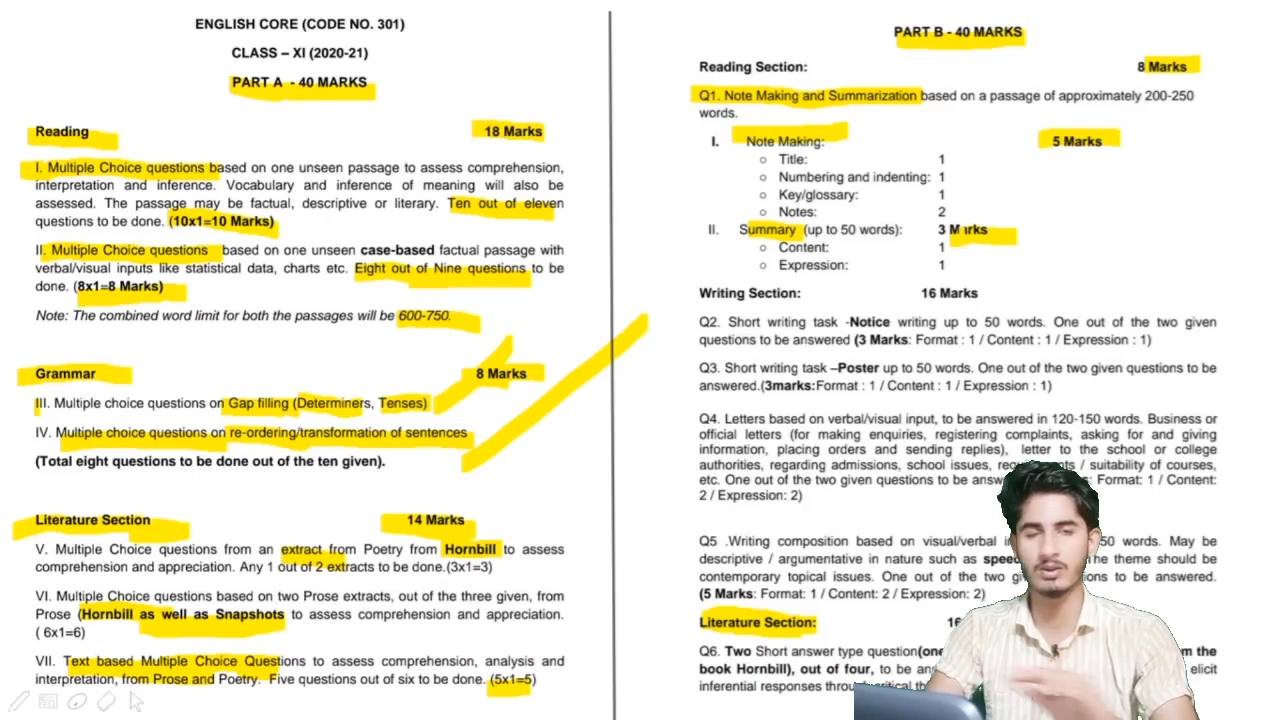 ENGLISH CORE (CODE NO. 301)
CLASS – XI (2020-21)
PART A - 40 MARKS
Reading 18 Marks
I. Multiple Choice questions based on one unseen passage to assess comprehension,
interpretation and inference. Vocabulary and inference of meaning will also be
assessed. The passage may be factual, descriptive or literary. Ten out of eleven
questions to be done. (10x1=10 Marks)
II. Multiple Choice questions based on one unseen case-based factual passage with
verbal/visual inputs like statistical data, charts etc. Eight out of Nine questions to be
done. (8x1=8 Marks)
Note: The combined word limit for both the passages will be 600-750.
Grammar 8 Marks
III. Multiple choice questions on Gap filling (Determiners, Tenses)
IV. Multiple choice questions on re-ordering/transformation of sentences
(Total eight questions to be done out of the ten given).
Literature Section 14 Marks
V. Multiple Choice questions from an extract from Poetry from Hornbill to assess
comprehension and appreciation. Any 1 out of 2 extracts to be done.(3x1=3)
VI. Multiple Choice questions based on two Prose extracts, out of the three given, from
Prose (Hornbill as well as Snapshots to assess comprehension and appreciation.
( 6x1=6)
VII. Text based Multiple Choice Questions to assess comprehension, analysis and
interpretation, from Prose and Poetry. Five questions out of six to be done. (5x1=5)
PART B - 40 MARKS
Reading Section: 8 Marks
Q1. Note Making and Summarization based on a passage of approximately 200-250
words.
I. Note Making: 5 Marks
○ Title: 1
○ Numbering and indenting: 1
○ Key/glossary: 1
○ Notes: 2
II. Summary (up to 50 words): 3 Marks
○ Content: 1
○ Expression: 1
Writing Section: 16 Marks
Q2. Short writing task -Notice writing up to 50 words. One out of the two given
questions to be answered (3 Marks: Format : 1 / Content : 1 / Expression : 1)
Q3. Short writing task –Poster up to 50 words. One out of the two given questions to be
answered.(3marks:Format : 1 / Content : 1 / Expression : 1)
Q4. Letters based on verbal/visual input, to be answered in 120-150 words. Business or
official letters (for making enquiries, registering complaints, asking for and giving
information, placing orders and sending replies), letter to the school or college
authorities, regarding admissions, school issues, / suitability of courses,
etc. One out of the two given questions to be Format: 1 / Content:
2 / Expression: 2)
Q5 .Writing composition based on visual/verbal 50 words. May be
descriptive / argumentative in nature such as The theme should be
contemporary topical issues. One out of the two to be answered.
(5 Marks: Format: 1 / Content: 2 / Expression: 2)
Literature Section:
Q6. Two Short answer type question(one the
book Hornbill), out of four, to be elicit
inferential responses